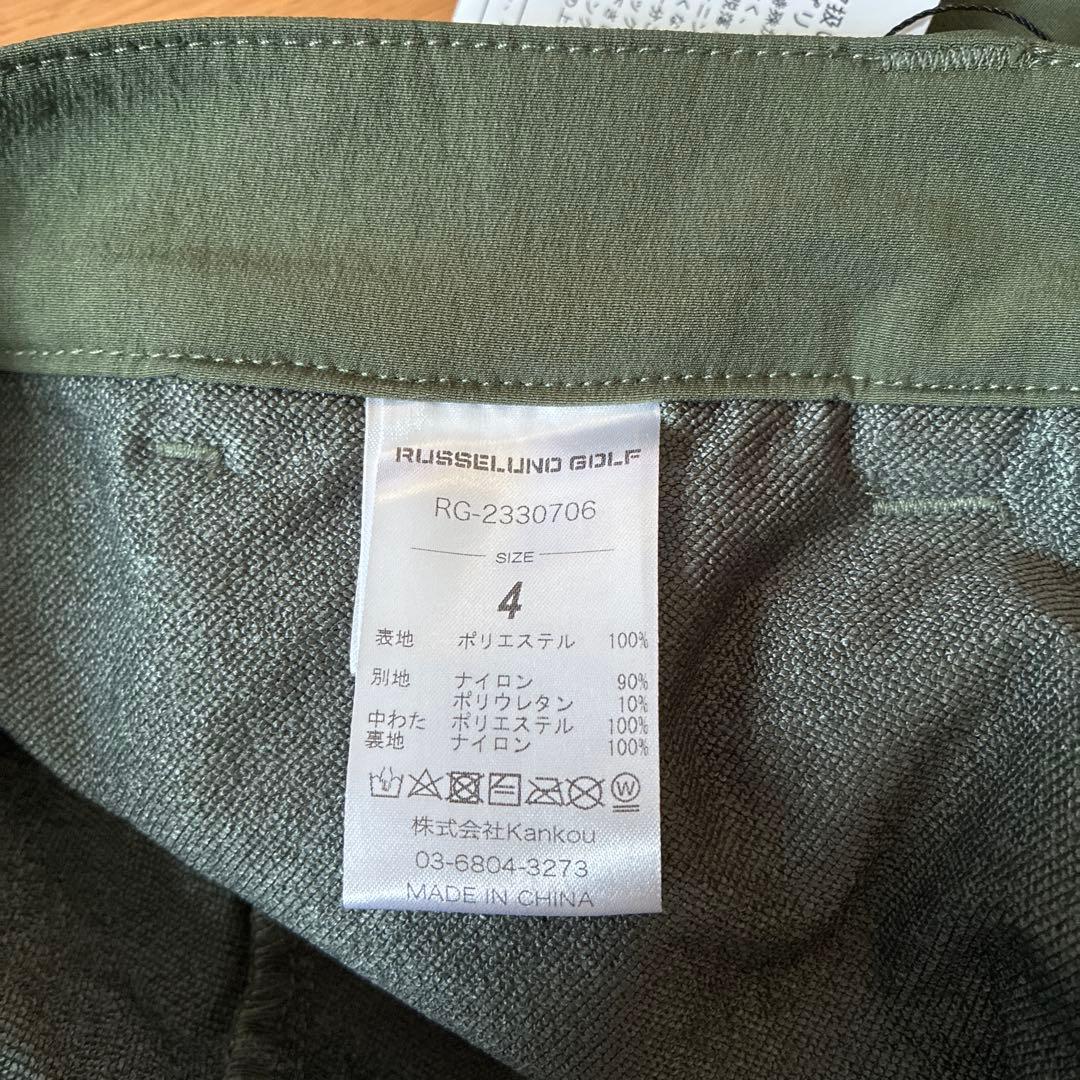 RUSSELUNO GOLF
RG-2330706
SIZE
4
表地 ポリエステル 100%
別地 ナイロン 90%
ポリウレタン 10%
中わた ポリエステル 100%
裏地 ナイロン 100%
W
株式会社Kankou
03-6804-3273
MADE IN CHINA